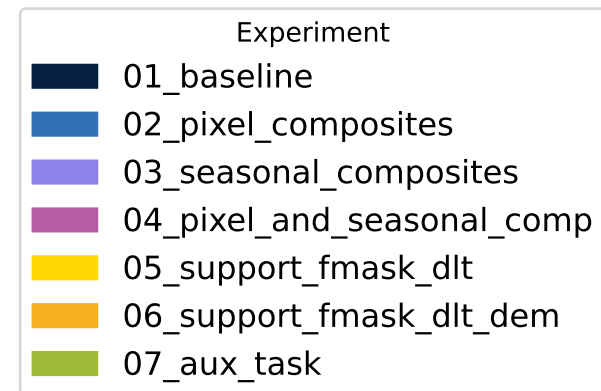 Experiment
01_baseline
02_pixel_composites
03_seasonal_composites
04_pixel_and_seasonal_comp
05_support_fmask_dlt
06_support_fmask_dlt_dem
07_aux_task